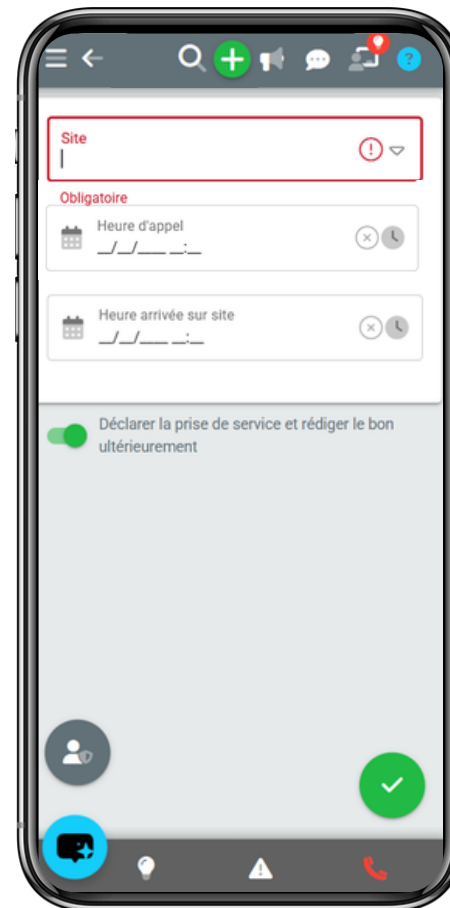 Site
Obligatoire
Heure d'appel
__/__/____ __:__
Heure arrivée sur site
__/__/____ __:__
Déclarer la prise de service et rédiger le bon
ultérieurement